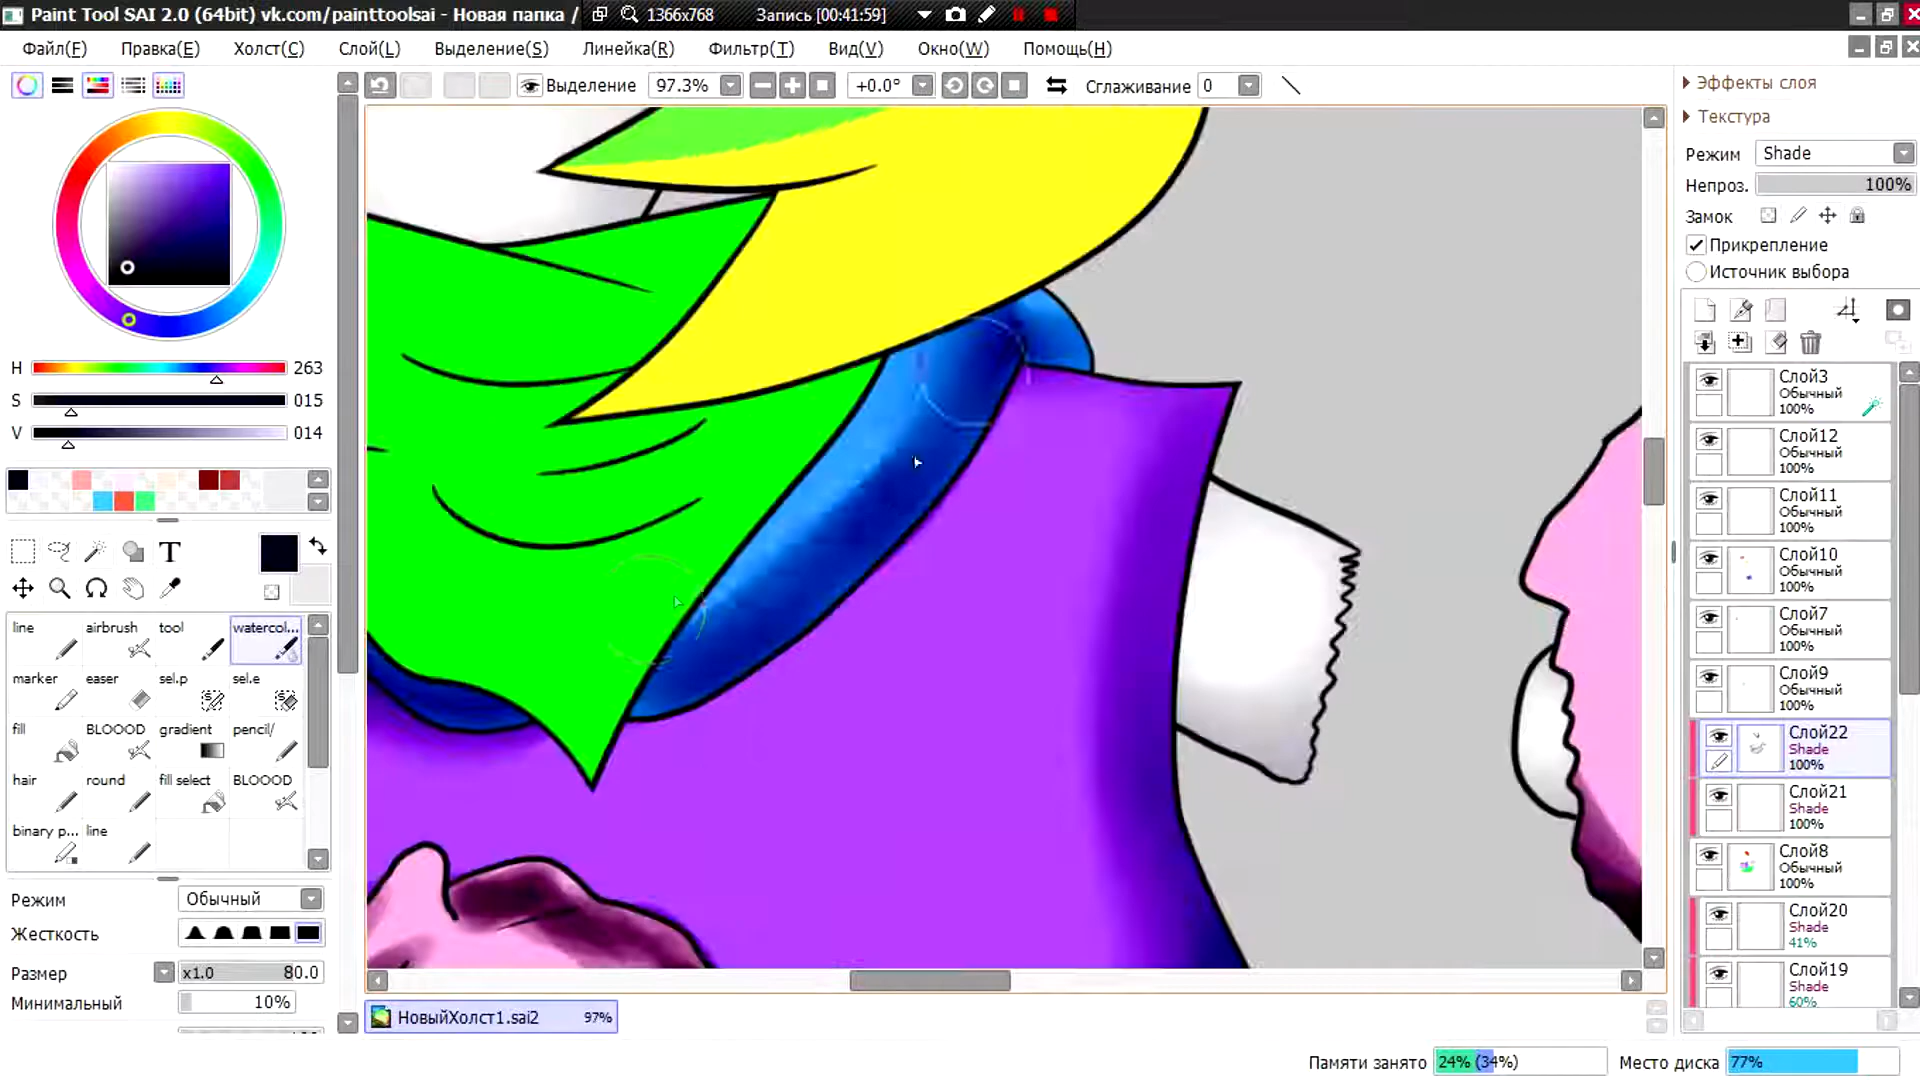 Paint Tool SAI 2.0 (64bit) vk.com/painttoolsai - Новая папка /
1366x768
Запись [00:41:59]
Файл(F) Правка(E) Холст(C) Слой(L) Выделение(S) Линейка(R) Фильтр(T) Вид(V) Окно(W) Помощь(H)
Выделение 97.3% +0.0° Сглаживание 0
H 263
S 015
V 014
T
line airbrush tool watercol...
marker easer sel.p sel.e
fill BLOOOD gradient pencil/
hair round fill select BLOOOD
binary p... line
Режим Обычный
Жесткость
Размер x1.0 80.0
Минимальный 10%
НовыйХолст1.sai2 97%
Эффекты слоя
Текстура
Режим Shade
Непроз. 100%
Замок
Прикрепление
Источник выбора
Слой3
Обычный
100%
Слой12
Обычный
100%
Слой11
Обычный
100%
Слой10
Обычный
100%
Слой7
Обычный
100%
Слой9
Обычный
100%
Слой22
Shade
100%
Слой21
Shade
100%
Слой8
Обычный
100%
Слой20
Shade
41%
Слой19
Shade
60%
Памяти занято 24% (34%) Место диска 77%